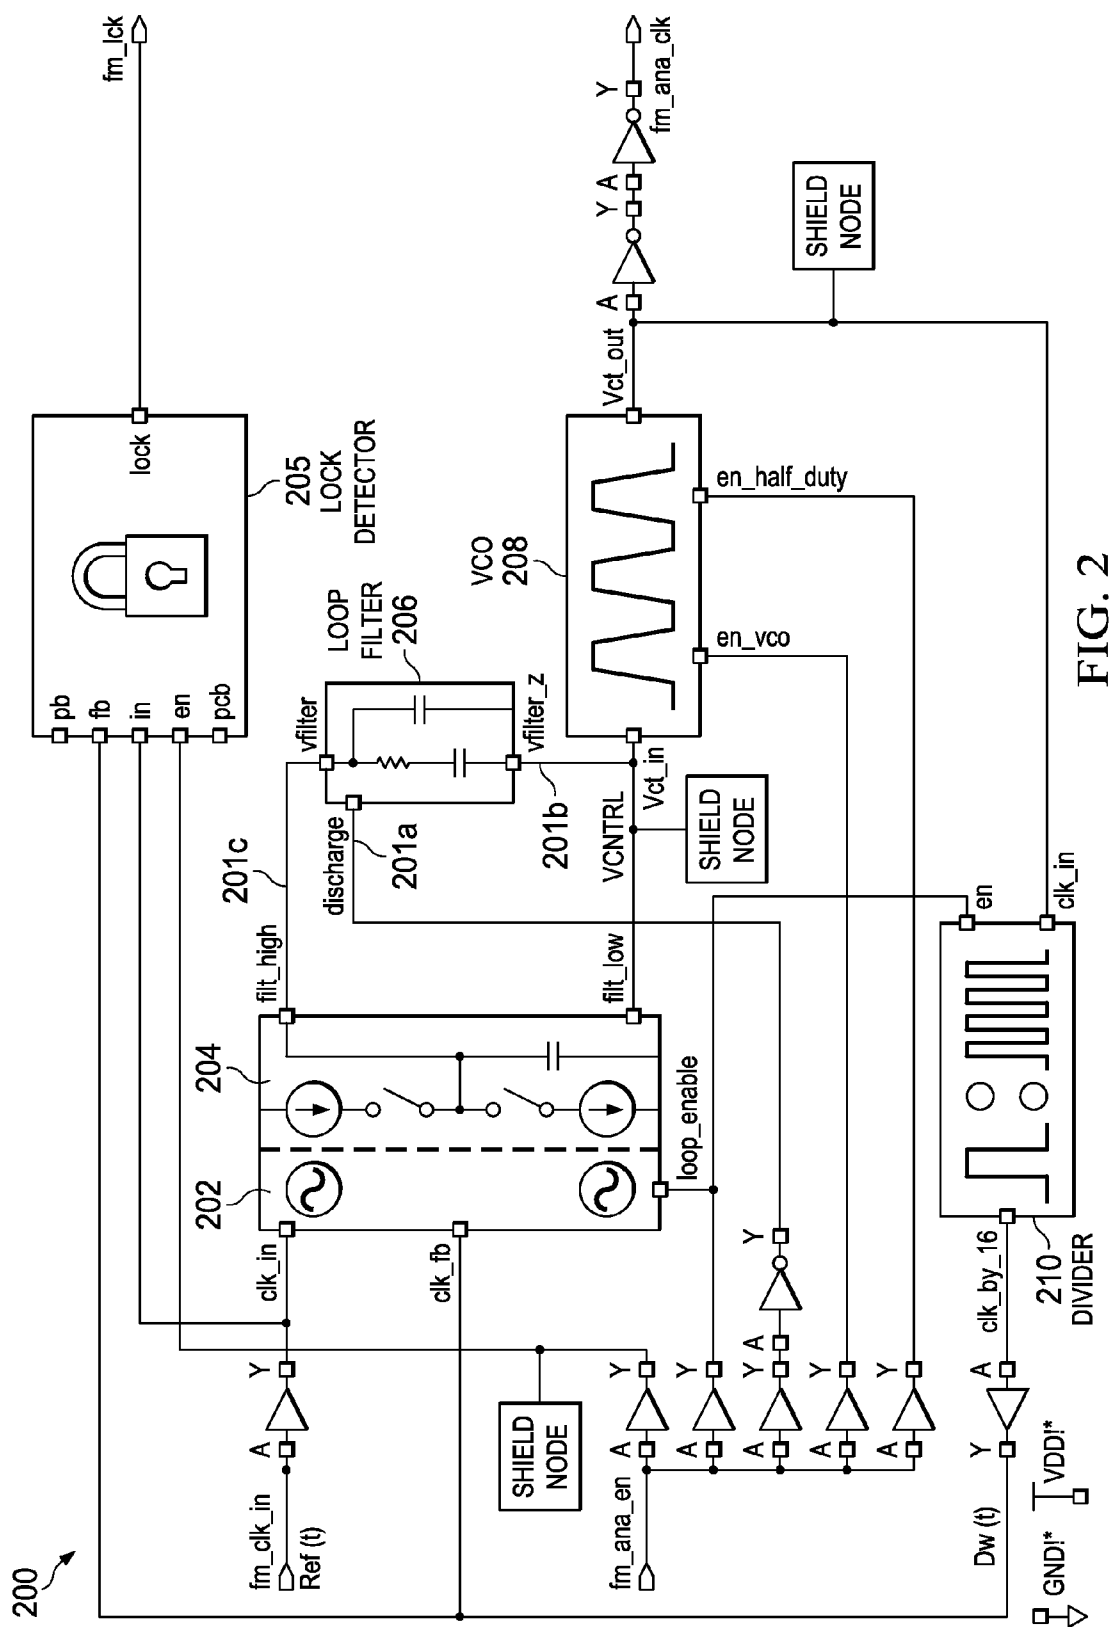 200
fm_lck
lock
205
LOCK
DETECTOR
pb
fb
in
en
pcb
LOOP
FILTER
206
vfilter
vfilter_z
discharge
201a
201b
201c
filt_high
filt_low
204
202
clk_in
clk_fb
loop_enable
fm_clk_in
Ref (t)
A
Y
SHIELD
NODE
VCNTRL
Vct_in
SHIELD
NODE
VCO
208
en_vco
en_half_duty
Vct_out
A
Y
A
Y
fm_ana_clk
SHIELD
NODE
fm_ana_en
A
Y
A
Y
A
Y
A
Y
A
Y
A
Y
en
clk_in
clk_by_16
210
DIVIDER
A
Y
Dw (t)
GND!*
VDD!*
FIG. 2